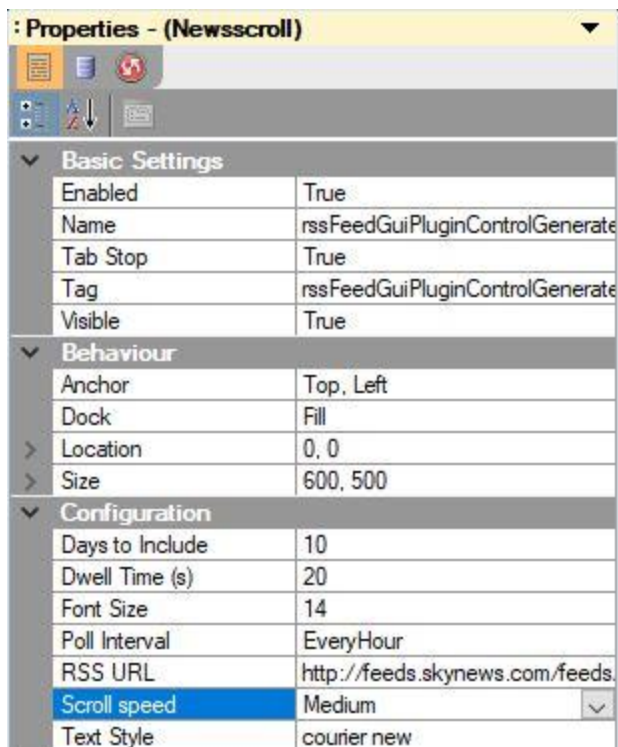 Properties - (Newsscroll)
Basic Settings
Enabled True
Name rssFeedGuiPluginControlGenerate
Tab Stop True
Tag rssFeedGuiPluginControlGenerate
Visible True
Behaviour
Anchor Top, Left
Dock Fill
Location 0, 0
Size 600, 500
Configuration
Days to Include 10
Dwell Time (s) 20
Font Size 14
Poll Interval EveryHour
RSS URL http://feeds.skynews.com/feeds.
Scroll speed Medium
Text Style courier new